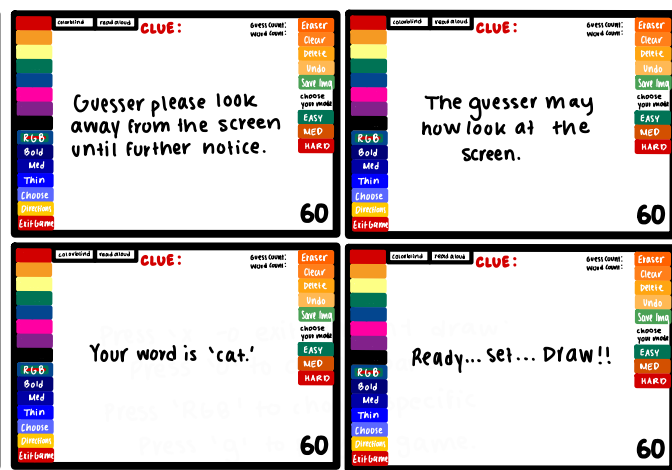 colorblind
read aloud
CLUE:
Guess Count:
Word Count:
Eraser
Clear
Delete
Undo
Save Img
choose
your mode
EASY
MED
HARD
RGB
Bold
Med
Thin
Choose
Directions
Exit Game
Guesser please look
away from the screen
until further notice.
60
colorblind
read aloud
CLUE:
Guess Count:
Word Count:
Eraser
Clear
Delete
Undo
Save Img
choose
your mode
EASY
MED
HARD
RGB
Bold
Med
Thin
Choose
Directions
Exit Game
The guesser may
now look at the
screen.
60
colorblind
read aloud
CLUE:
Guess Count:
Word Count:
Eraser
Clear
Delete
Undo
Save Img
choose
your mode
EASY
MED
HARD
RGB
Bold
Med
Thin
Choose
Directions
Exit Game
Your word is 'cat.'
60
colorblind
read aloud
CLUE:
Guess Count:
Word Count:
Eraser
Clear
Delete
Undo
Save Img
choose
your mode
EASY
MED
HARD
RGB
Bold
Med
Thin
Choose
Directions
Exit Game
Ready... Set... Draw!!
60